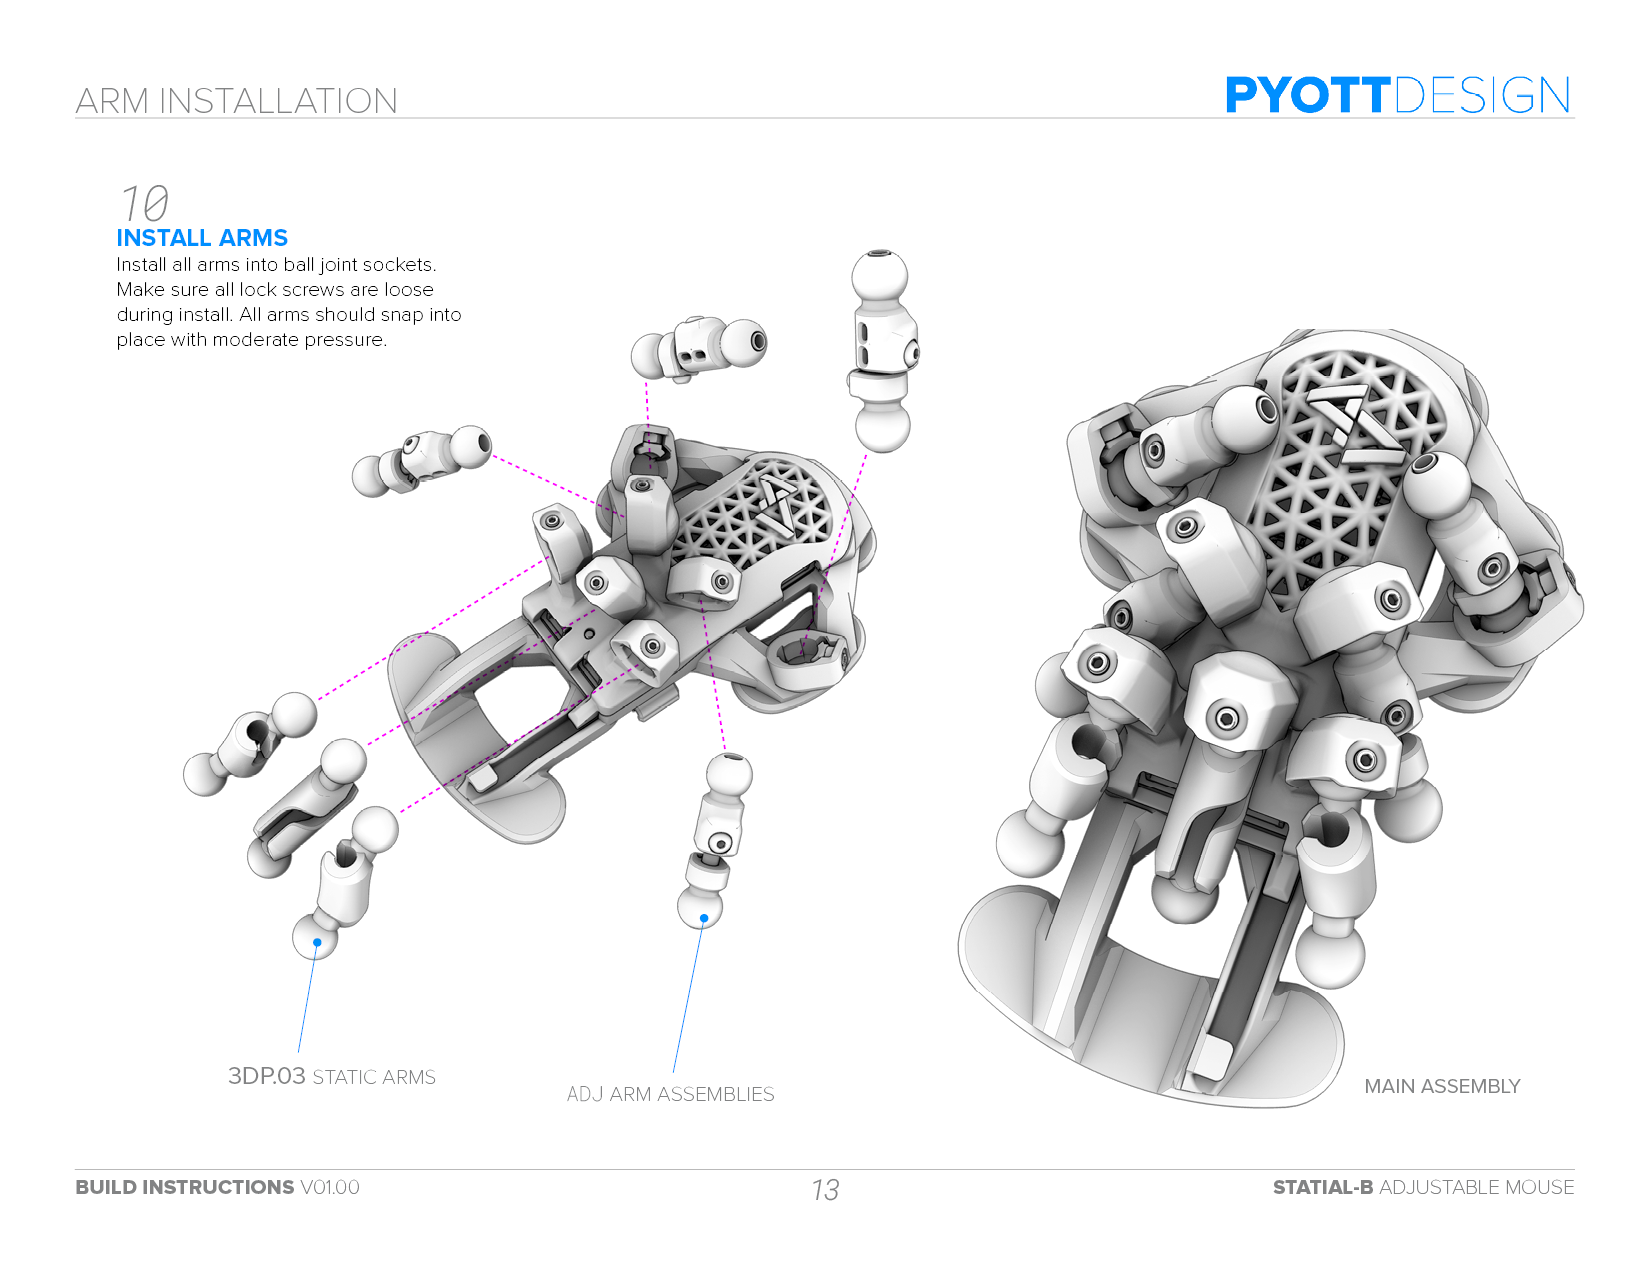 ARM INSTALLATION
PYOTTDESIGN
10
INSTALL ARMS
Install all arms into ball joint sockets.
Make sure all lock screws are loose
during install. All arms should snap into
place with moderate pressure.
3DP.03 STATIC ARMS
ADJ ARM ASSEMBLIES
MAIN ASSEMBLY
BUILD INSTRUCTIONS V01.00
13
STATIAL-B ADJUSTABLE MOUSE